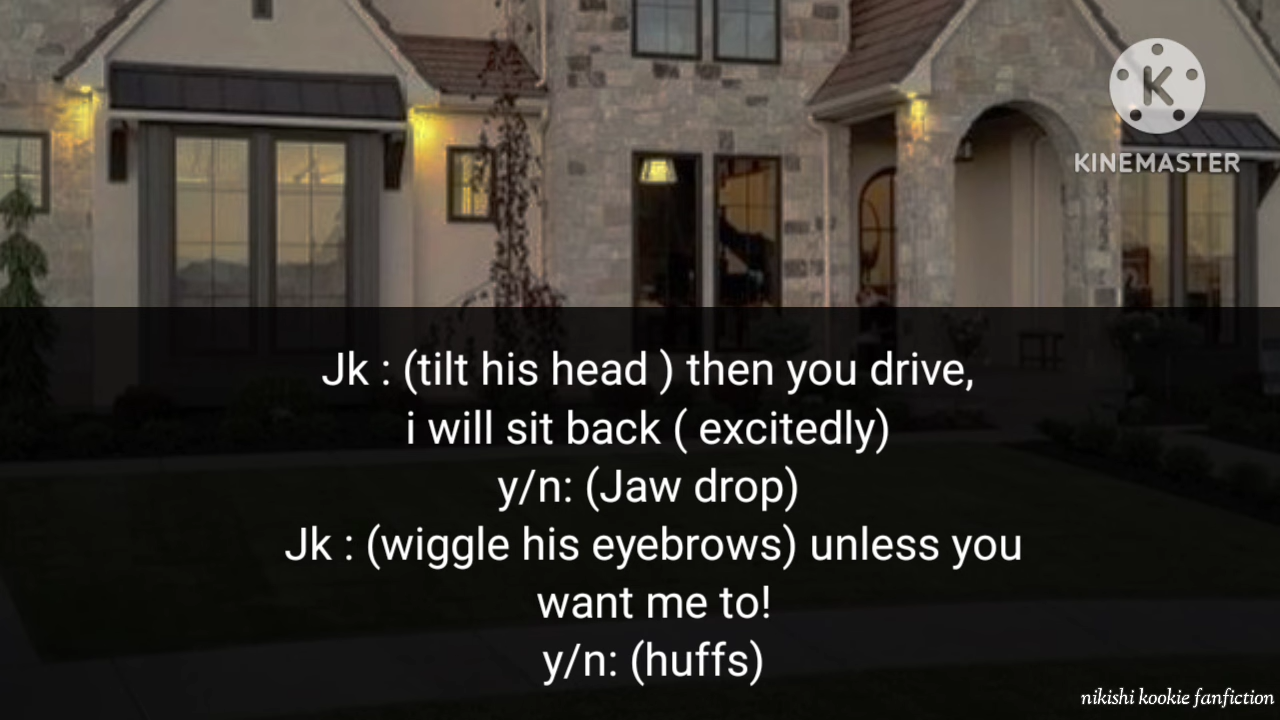 KINEMASTER
Jk : (tilt his head ) then you drive,
i will sit back ( excitedly)
y/n: (Jaw drop)
Jk : (wiggle his eyebrows) unless you
want me to!
y/n: (huffs)
nikishi kookie fanfiction